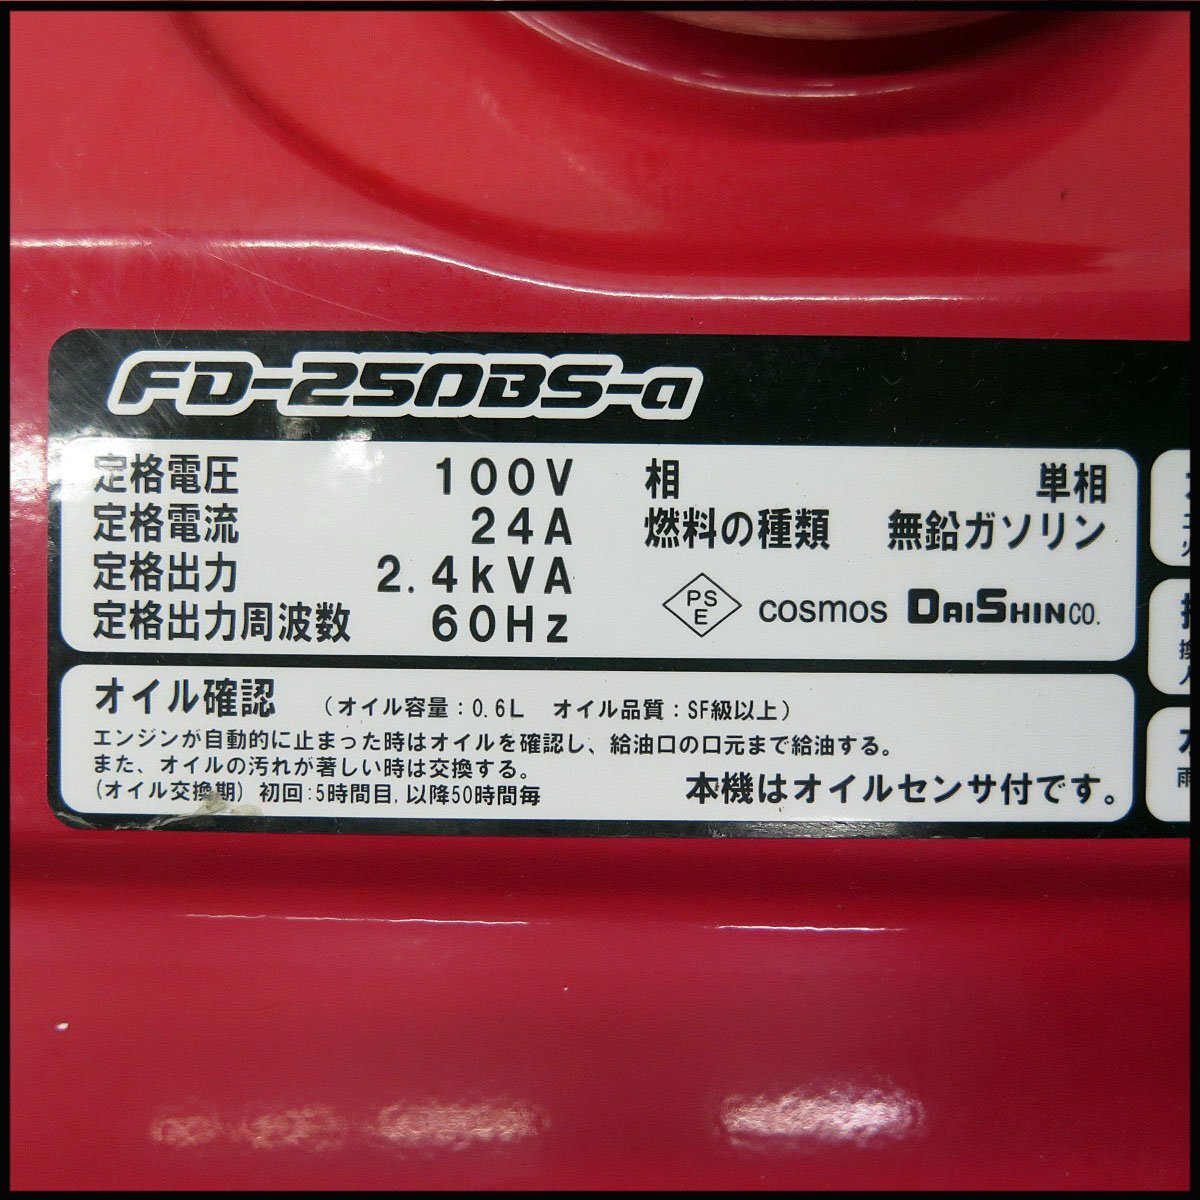 FD-250BS-a
定格電圧 100V
定格電流 24A
定格出力 2.4kVA
定格出力周波数 60Hz
相 単相
燃料の種類 無鉛ガソリン
PSE cosmos DAISHIN CO.
オイル確認 (オイル容量:0.6L オイル品質:SF級以上)
エンジンが自動的に止まった時はオイルを確認し、給油口の口元まで給油する。
また、オイルの汚れが著しい時は交換する。
(オイル交換期) 初回:5時間目,以降50時間毎
本機はオイルセンサ付です。